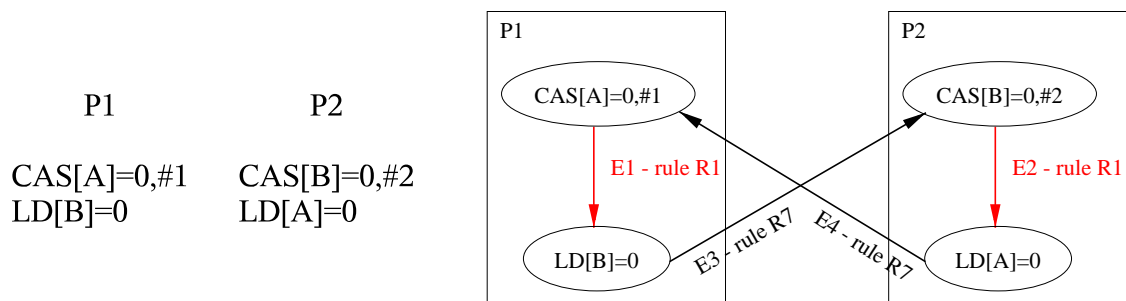 P1 P2
CAS[A]=0,#1 CAS[B]=0,#2
LD[B]=0 LD[A]=0
P1 P2
CAS[A]=0,#1 CAS[B]=0,#2
E1 - rule R1 E2 - rule R1
E3 - rule R7 E4 - rule R7
LD[B]=0 LD[A]=0